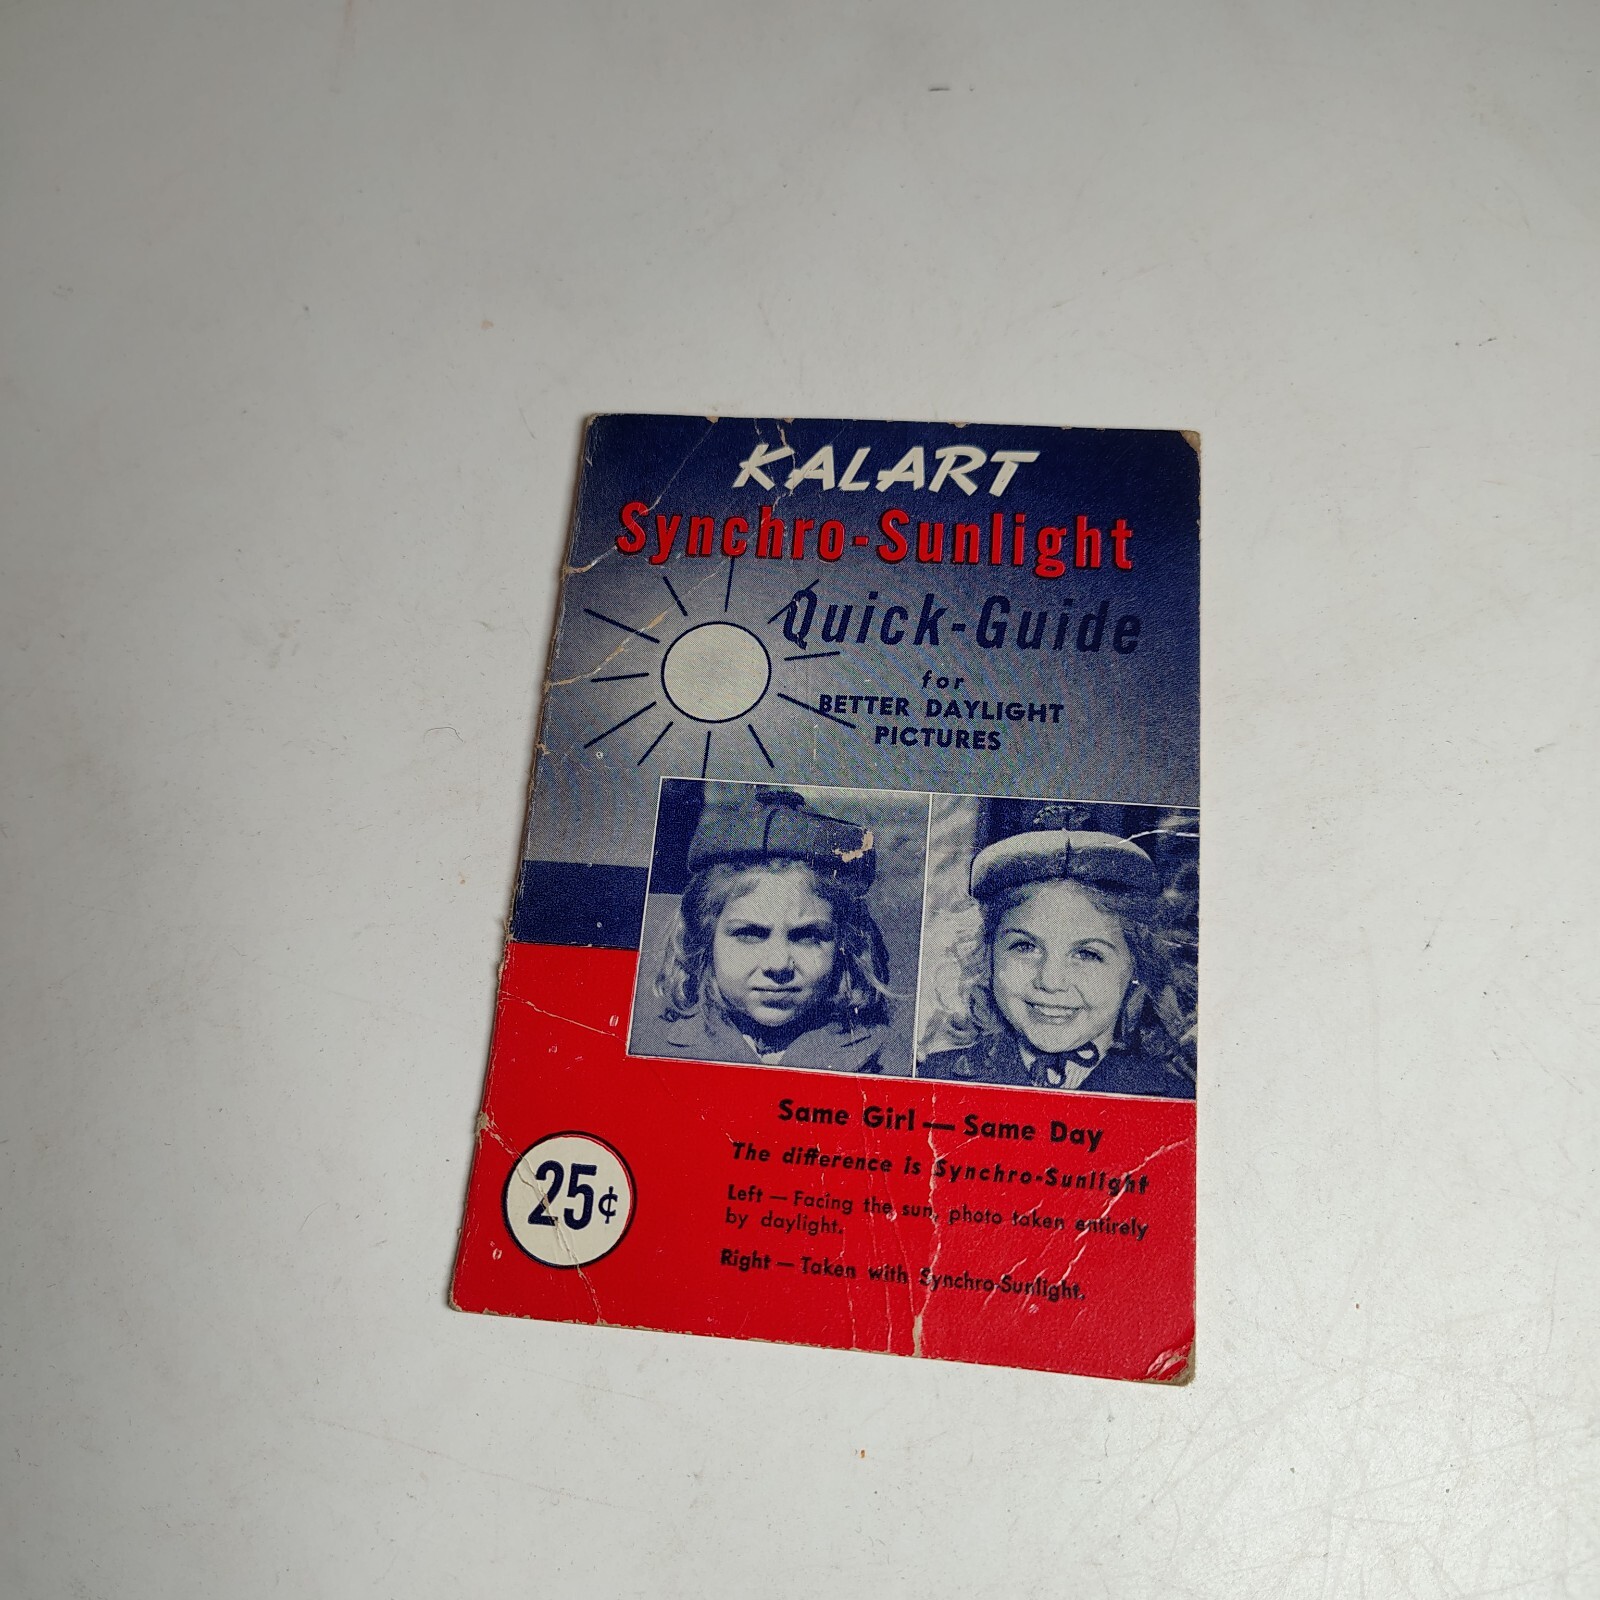 KALART
Synchro-Sunlight
Quick-Guide
for
BETTER DAYLIGHT
PICTURES
Same Girl — Same Day
The difference is Synchro-Sunlight
Left — Facing the sun, photo taken entirely
by daylight.
Right — Taken with Synchro-Sunlight.
25¢